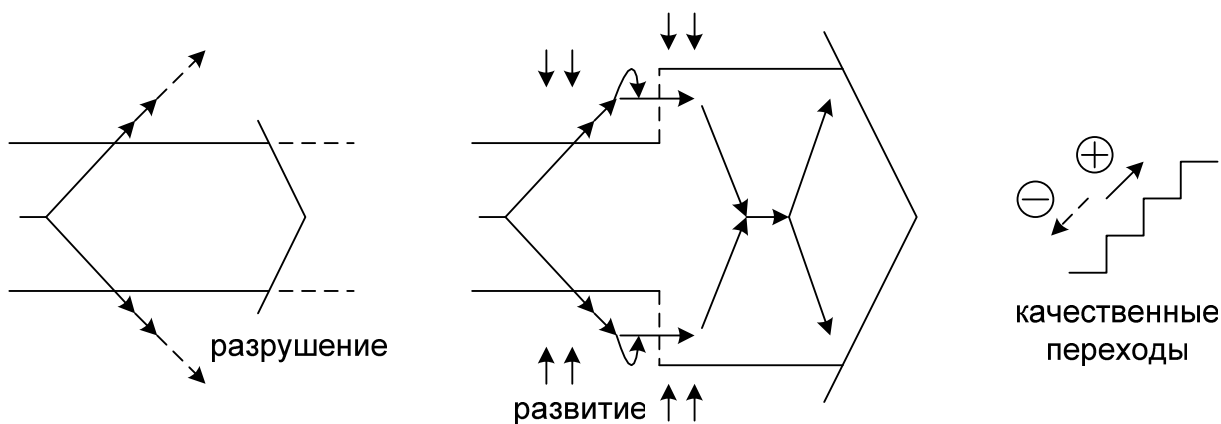 разрушение
развитие
качественные
переходы